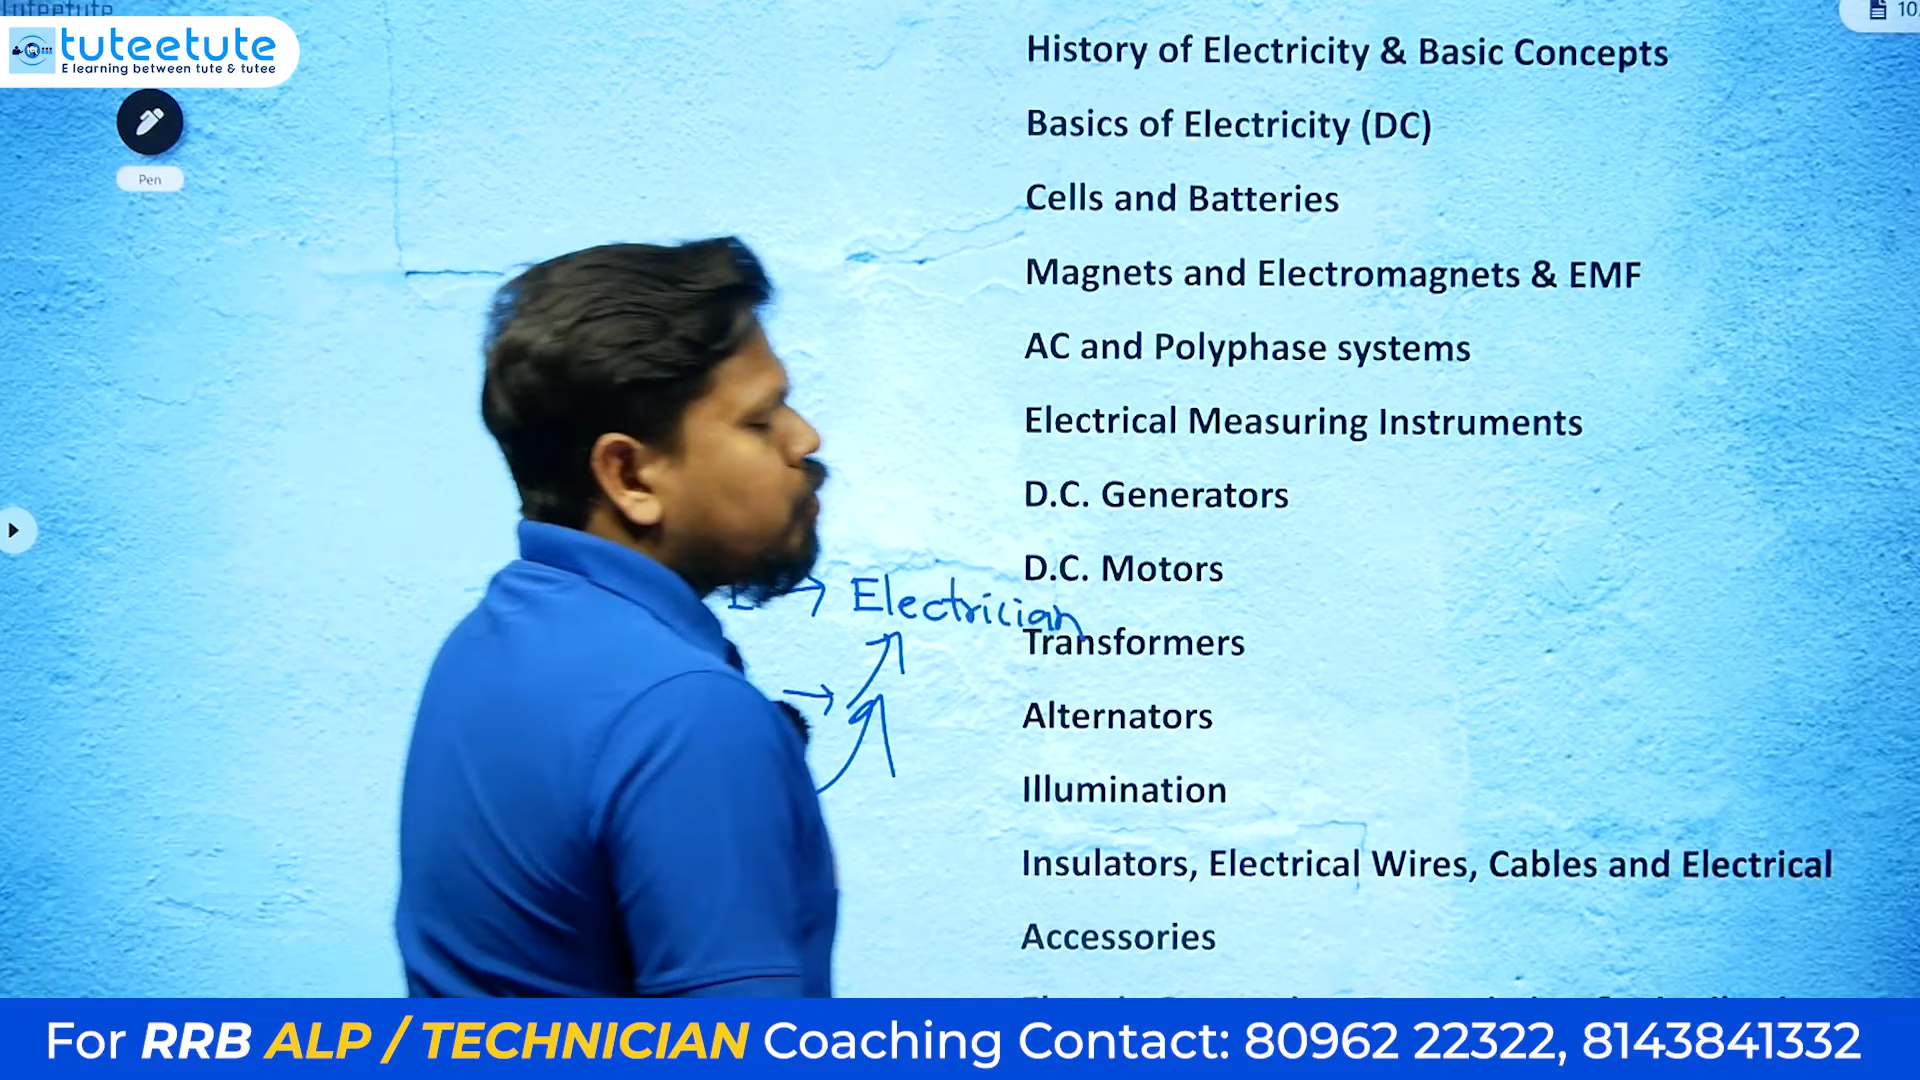 tuteetute
E learning between tute & tutee
Pen
10
History of Electricity & Basic Concepts
Basics of Electricity (DC)
Cells and Batteries
Magnets and Electromagnets & EMF
AC and Polyphase systems
Electrical Measuring Instruments
D.C. Generators
D.C. Motors
Electrician
Transformers
Alternators
Illumination
Insulators, Electrical Wires, Cables and Electrical
Accessories
For RRB ALP / TECHNICIAN Coaching Contact: 80962 22322, 8143841332